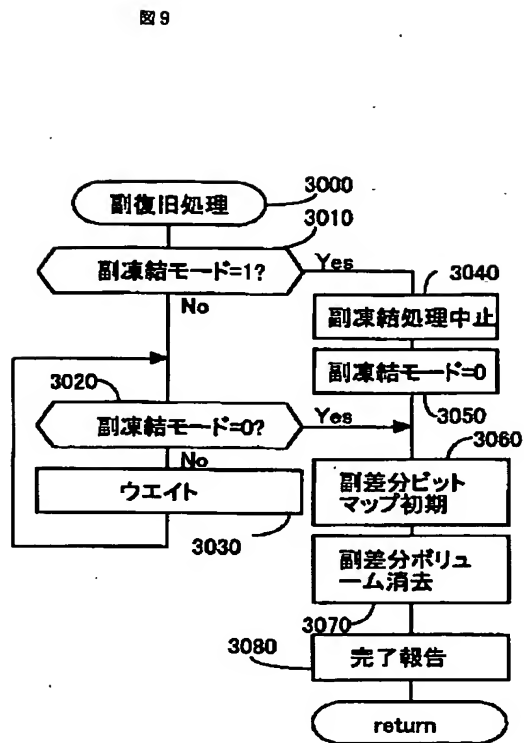 図9
副復旧処理
3000
3010
副凍結モード=1?
Yes
No
3040
副凍結処理中止
副凍結モード=0
3050
3020
副凍結モード=0?
Yes
No
3060
副差分ビット
マップ初期
ウエイト
3030
副差分ボリュ
ーム消去
3070
3080
完了報告
return